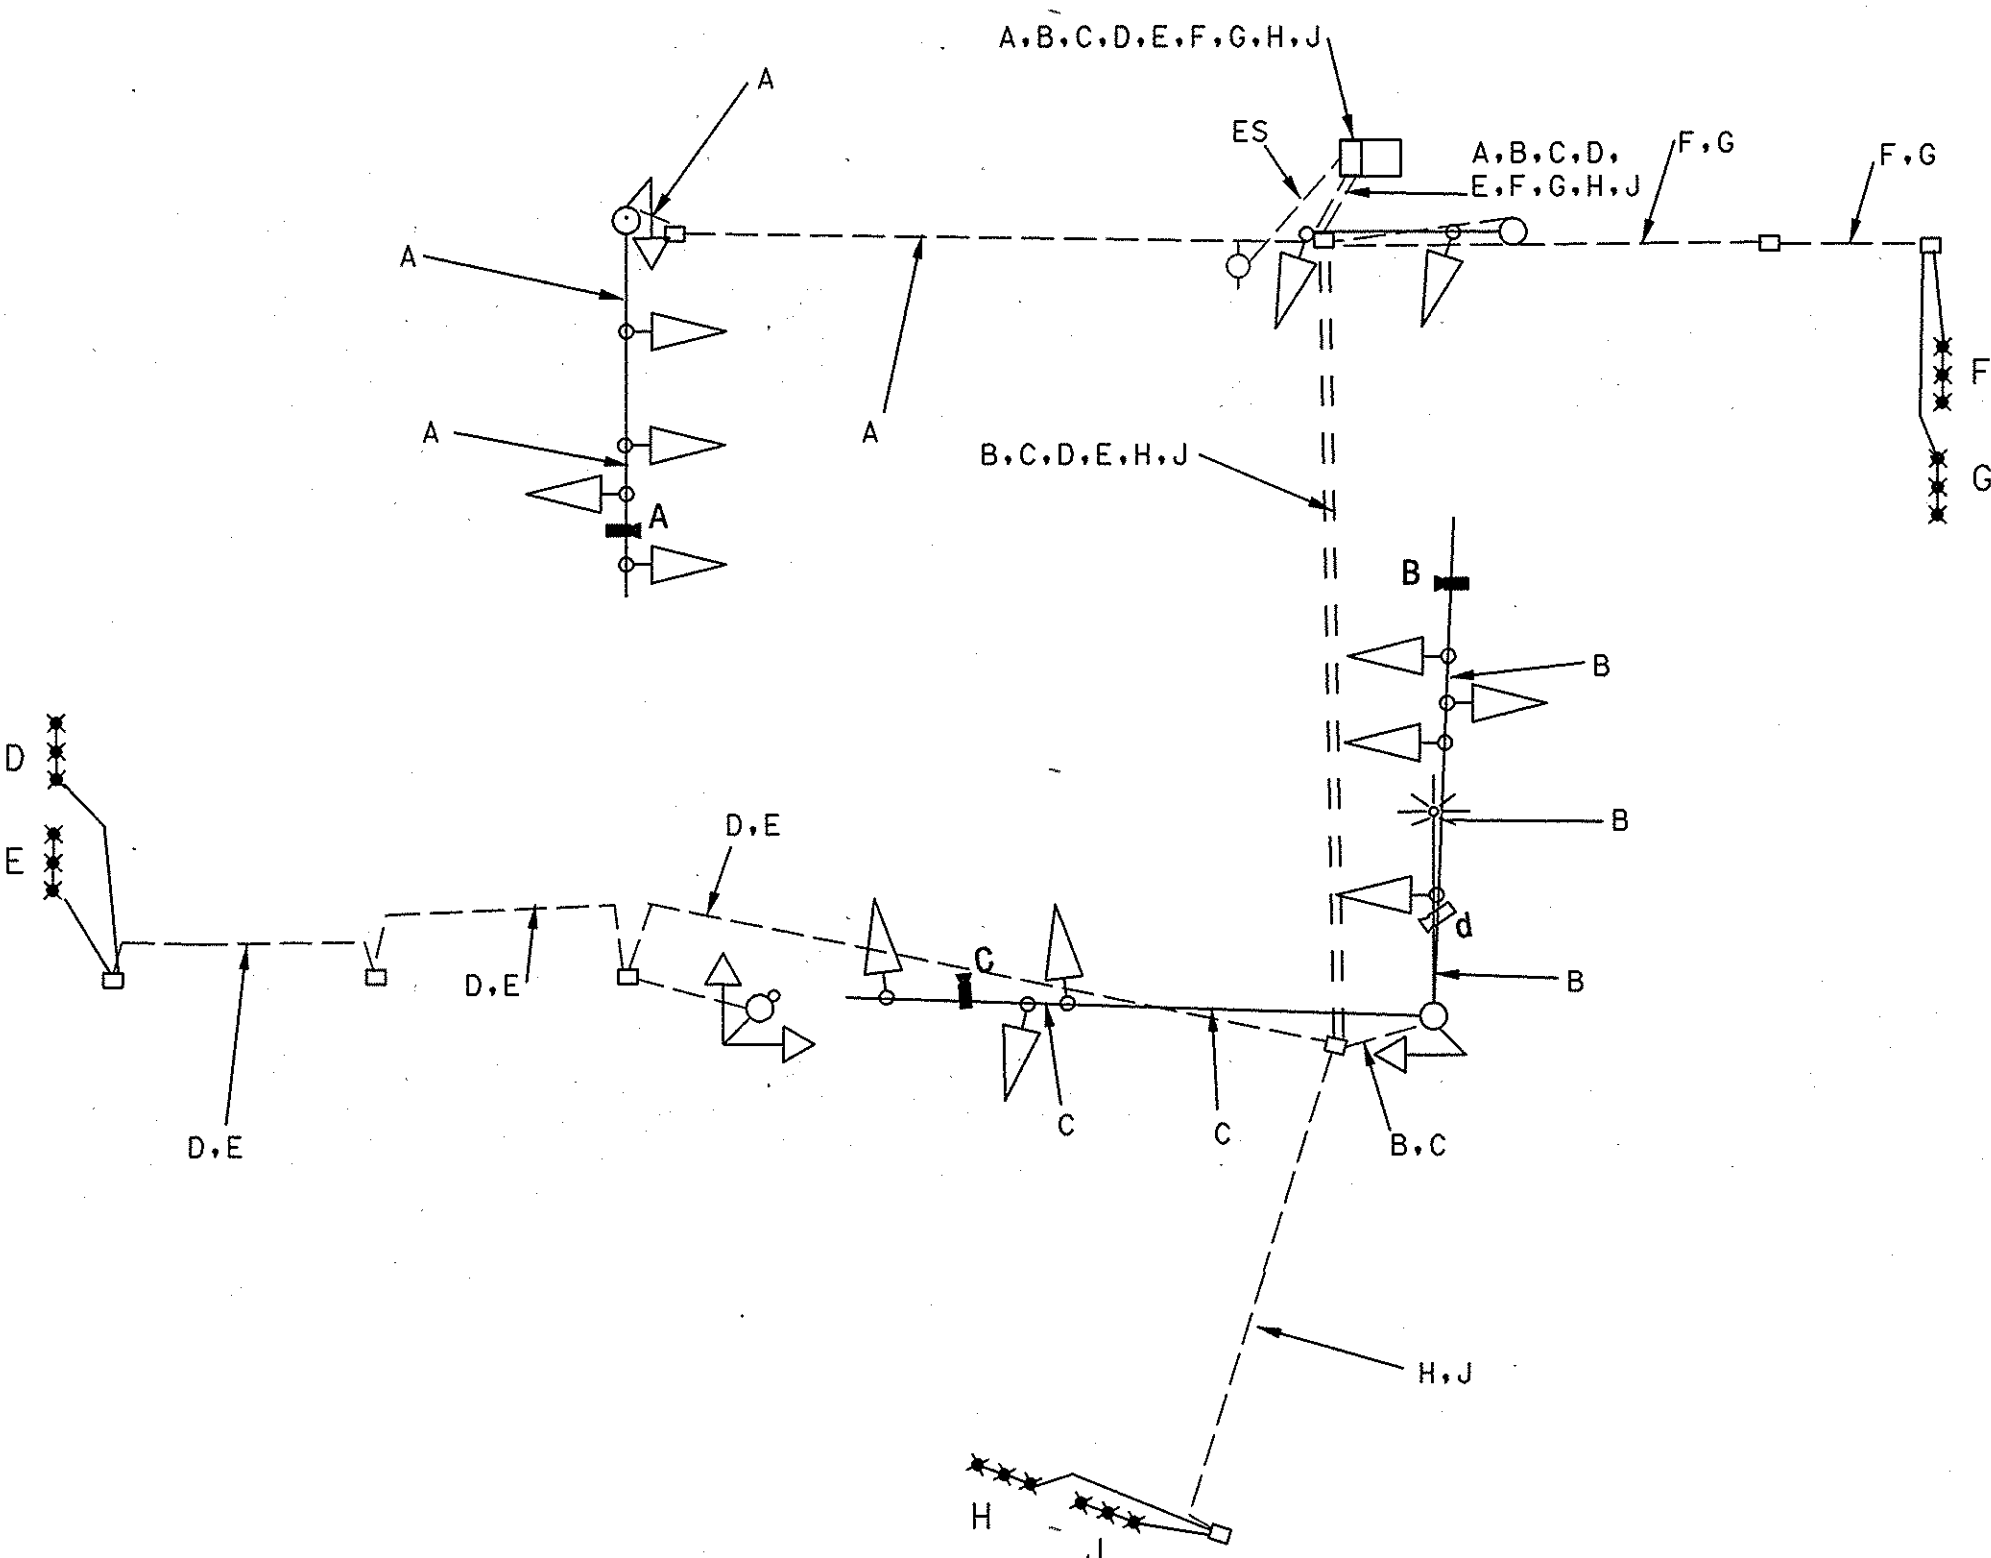 A,B,C,D,E,F,G,H,J
A
ES
A,B,C,D,
E,F,G,H,J
F,G
F,G
A
F
A
A
B,C,D,E,H,J
G
A
B
B
D
B
D,E
E
d
C
D,E
B
C
C
B,C
D,E
H,J
H
J